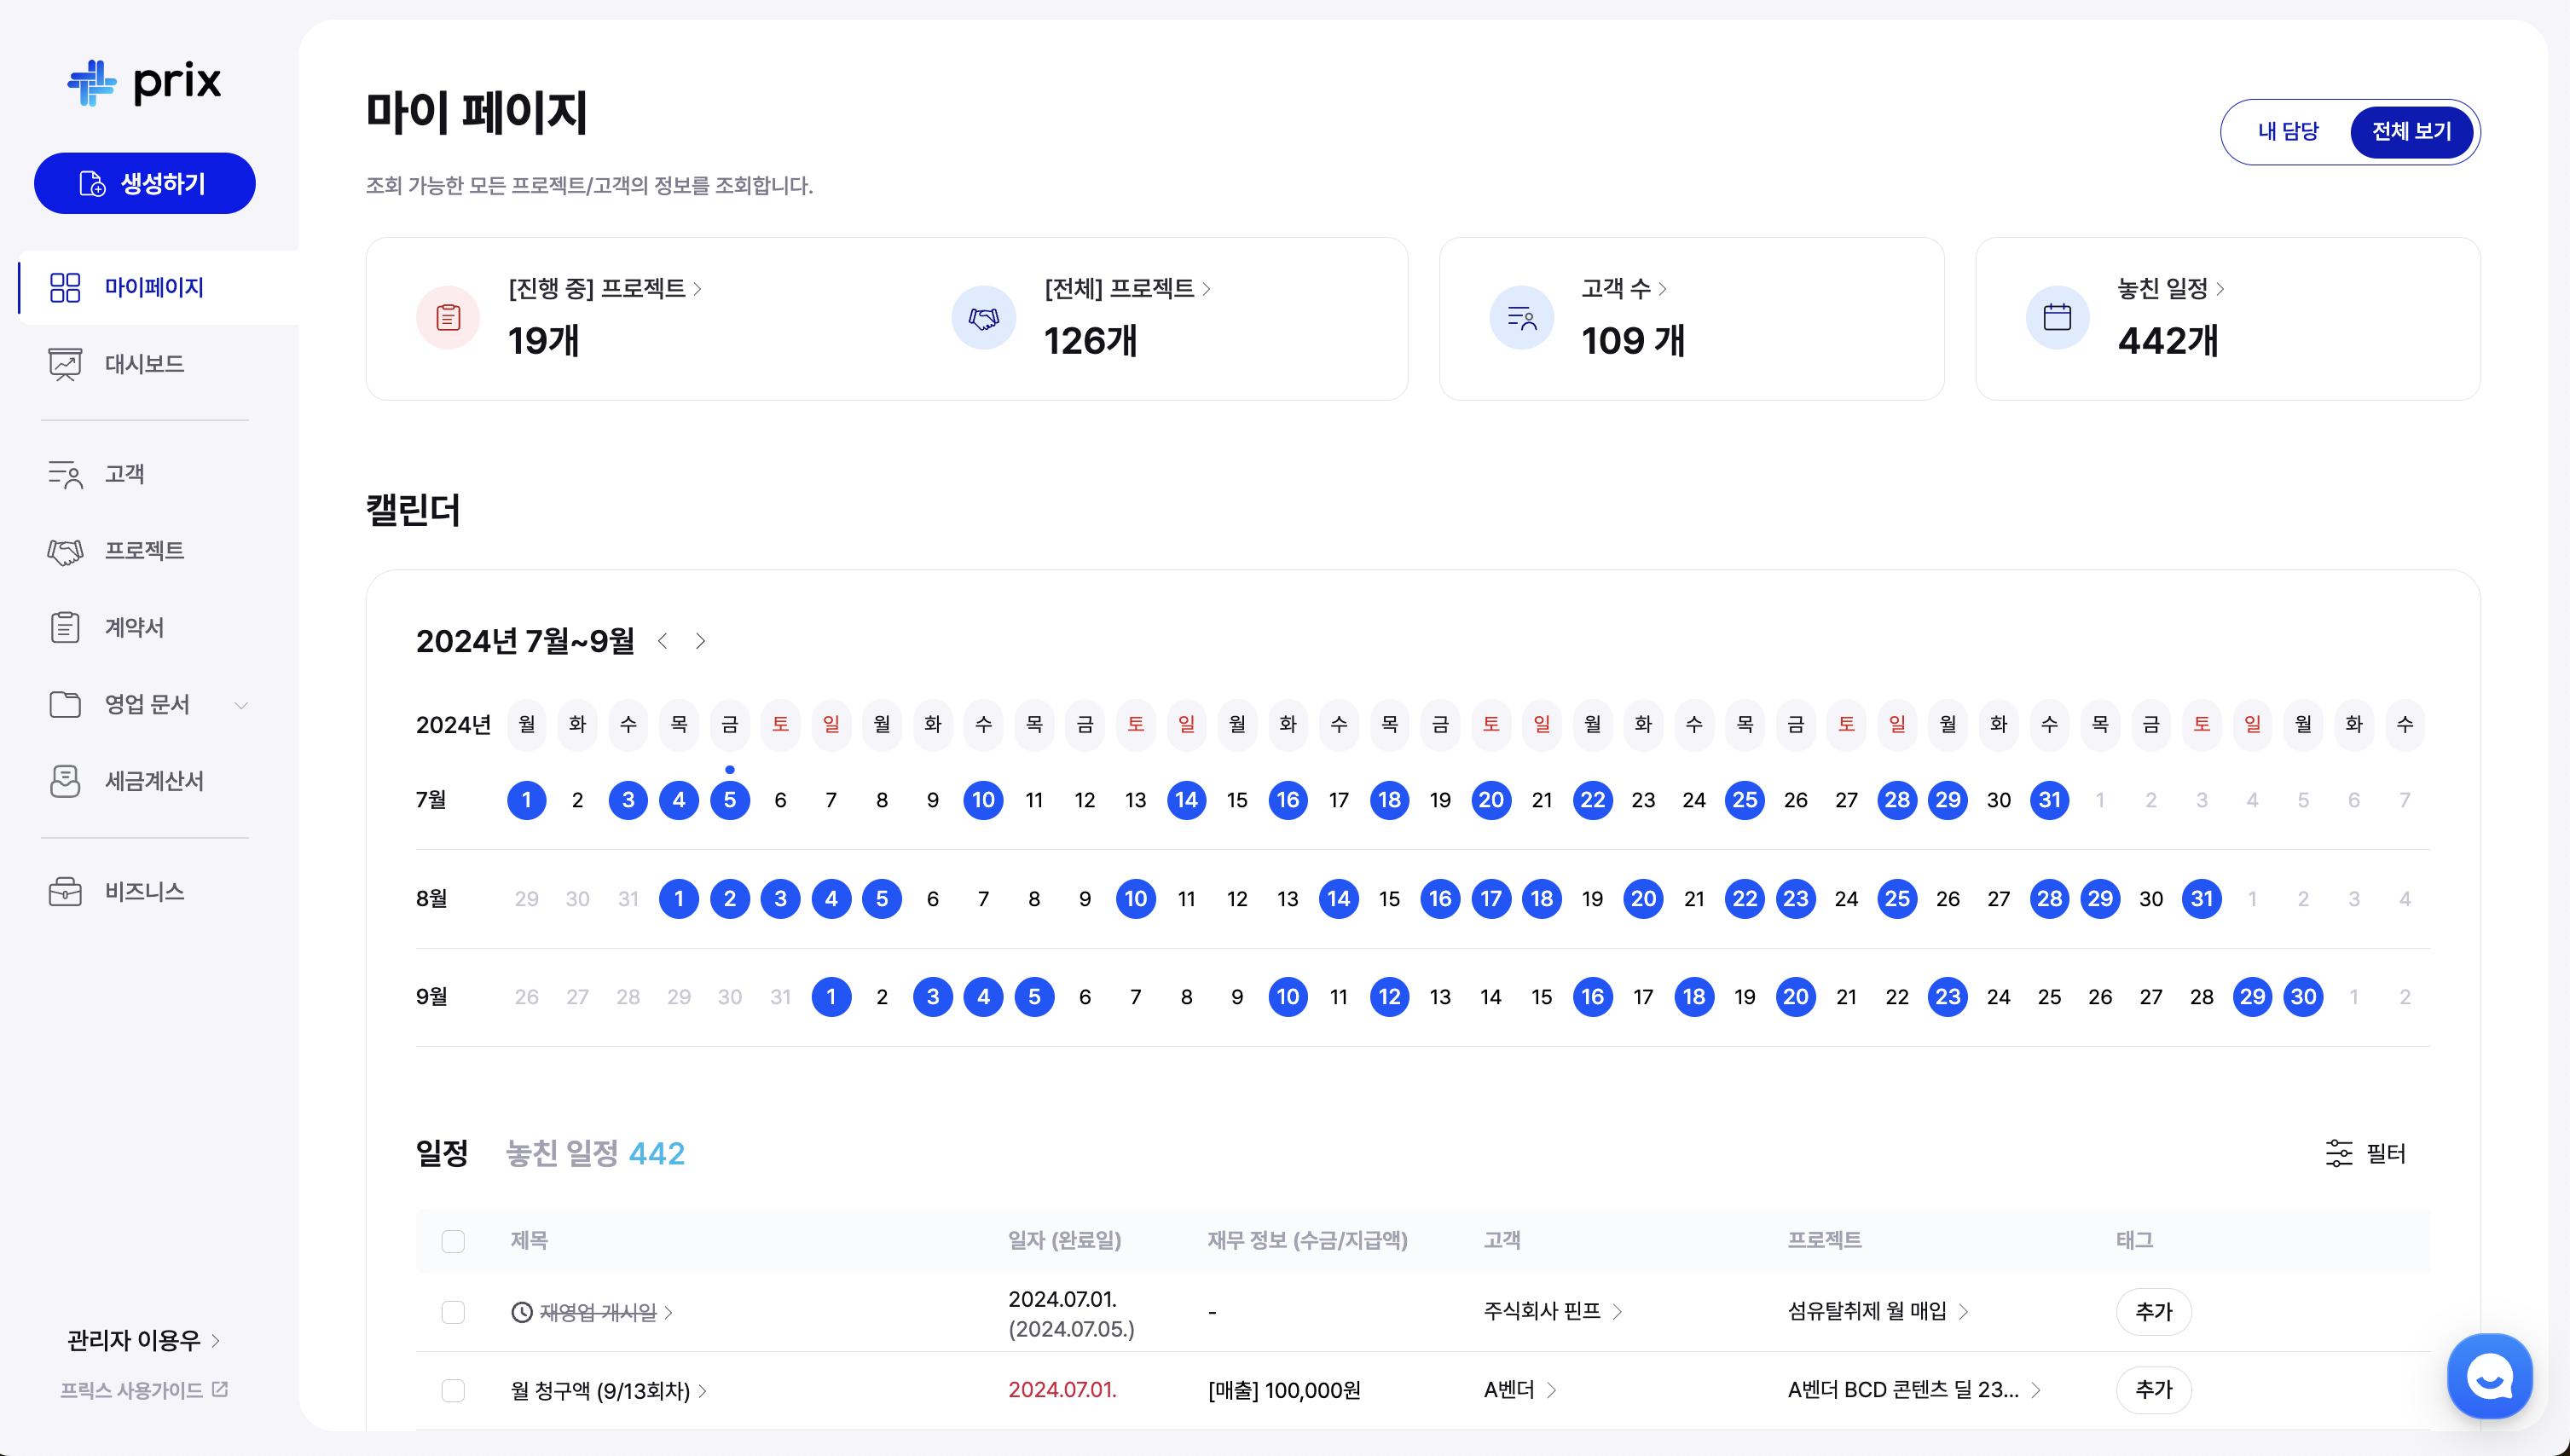 prix
생성하기
마이페이지
대시보드
고객
프로젝트
계약서
영업 문서
세금계산서
비즈니스
관리자 이용우
프릭스 사용가이드
마이 페이지
내 담당 전체 보기
조회 가능한 모든 프로젝트/고객의 정보를 조회합니다.
[진행 중] 프로젝트
19개
[전체] 프로젝트
126개
고객 수
109 개
놓친 일정
442개
캘린더
2024년 7월~9월
2024년 월 화 수 목 금 토 일 월 화 수 목 금 토 일 월 화 수 목 금 토 일 월 화 수 목 금 토 일 월 화 수 목 금 토 일 월 화 수
7월 1 2 3 4 5 6 7 8 9 10 11 12 13 14 15 16 17 18 19 20 21 22 23 24 25 26 27 28 29 30 31 1 2 3 4 5 6 7
8월 29 30 31 1 2 3 4 5 6 7 8 9 10 11 12 13 14 15 16 17 18 19 20 21 22 23 24 25 26 27 28 29 30 31 1 2 3 4
9월 26 27 28 29 30 31 1 2 3 4 5 6 7 8 9 10 11 12 13 14 15 16 17 18 19 20 21 22 23 24 25 26 27 28 29 30 1 2
일정 놓친 일정 442 필터
제목 일자 (완료일) 재무 정보 (수금/지급액) 고객 프로젝트 태그
재영업 개시일 2024.07.01. (2024.07.05.) - 주식회사 핀프 섬유탈취제 월 매입 추가
월 청구액 (9/13회차) 2024.07.01. [매출] 100,000원 A벤더 A벤더 BCD 콘텐츠 딜 23... 추가